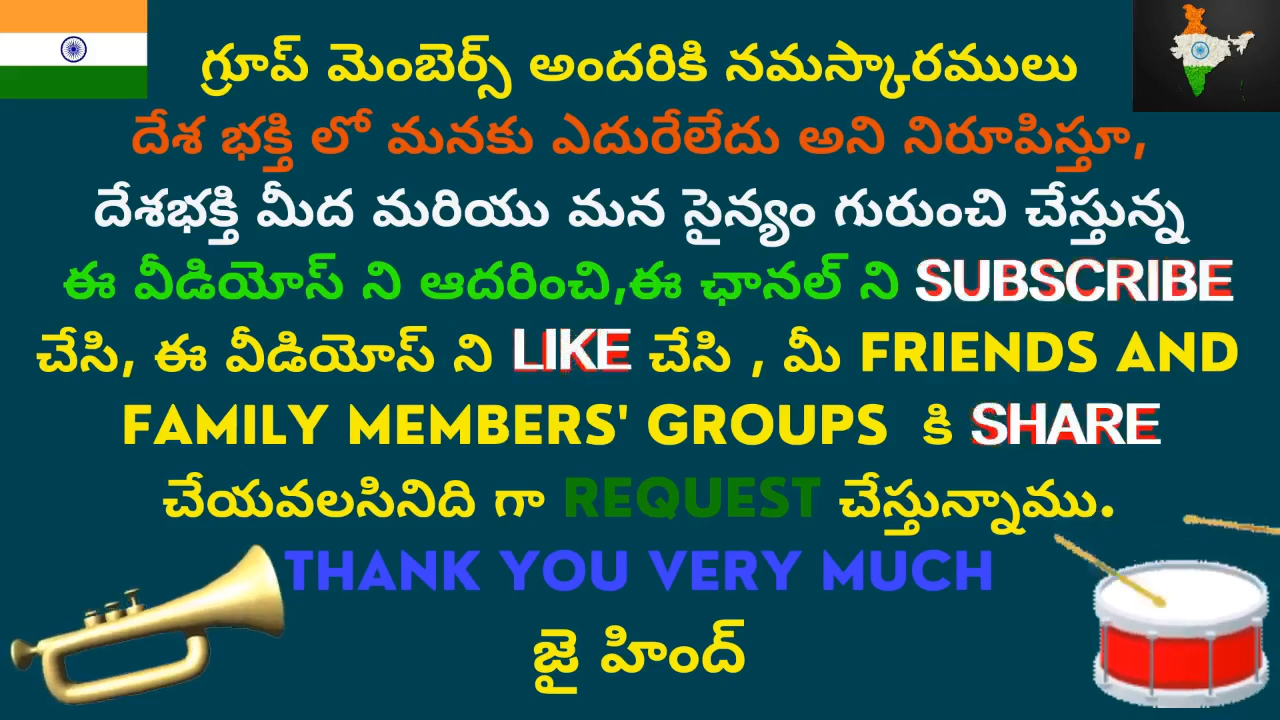 గ్రూప్ మెంబెర్స్ అందరికి నమస్కారములు
దేశ భక్తి లో మనకు ఎదురేలేదు అని నిరూపిస్తూ,
దేశభక్తి మీద మరియు మన సైన్యం గురుంచి చేస్తున్న
ఈ వీడియోస్ ని ఆదరించి,ఈ ఛానల్ ని SUBSCRIBE
చేసి, ఈ వీడియోస్ ని LIKE చేసి , మీ FRIENDS AND
FAMILY MEMBERS' GROUPS కి SHARE
చేయవలసినిది గా REQUEST చేస్తున్నాము.
THANK YOU VERY MUCH
జై హింద్